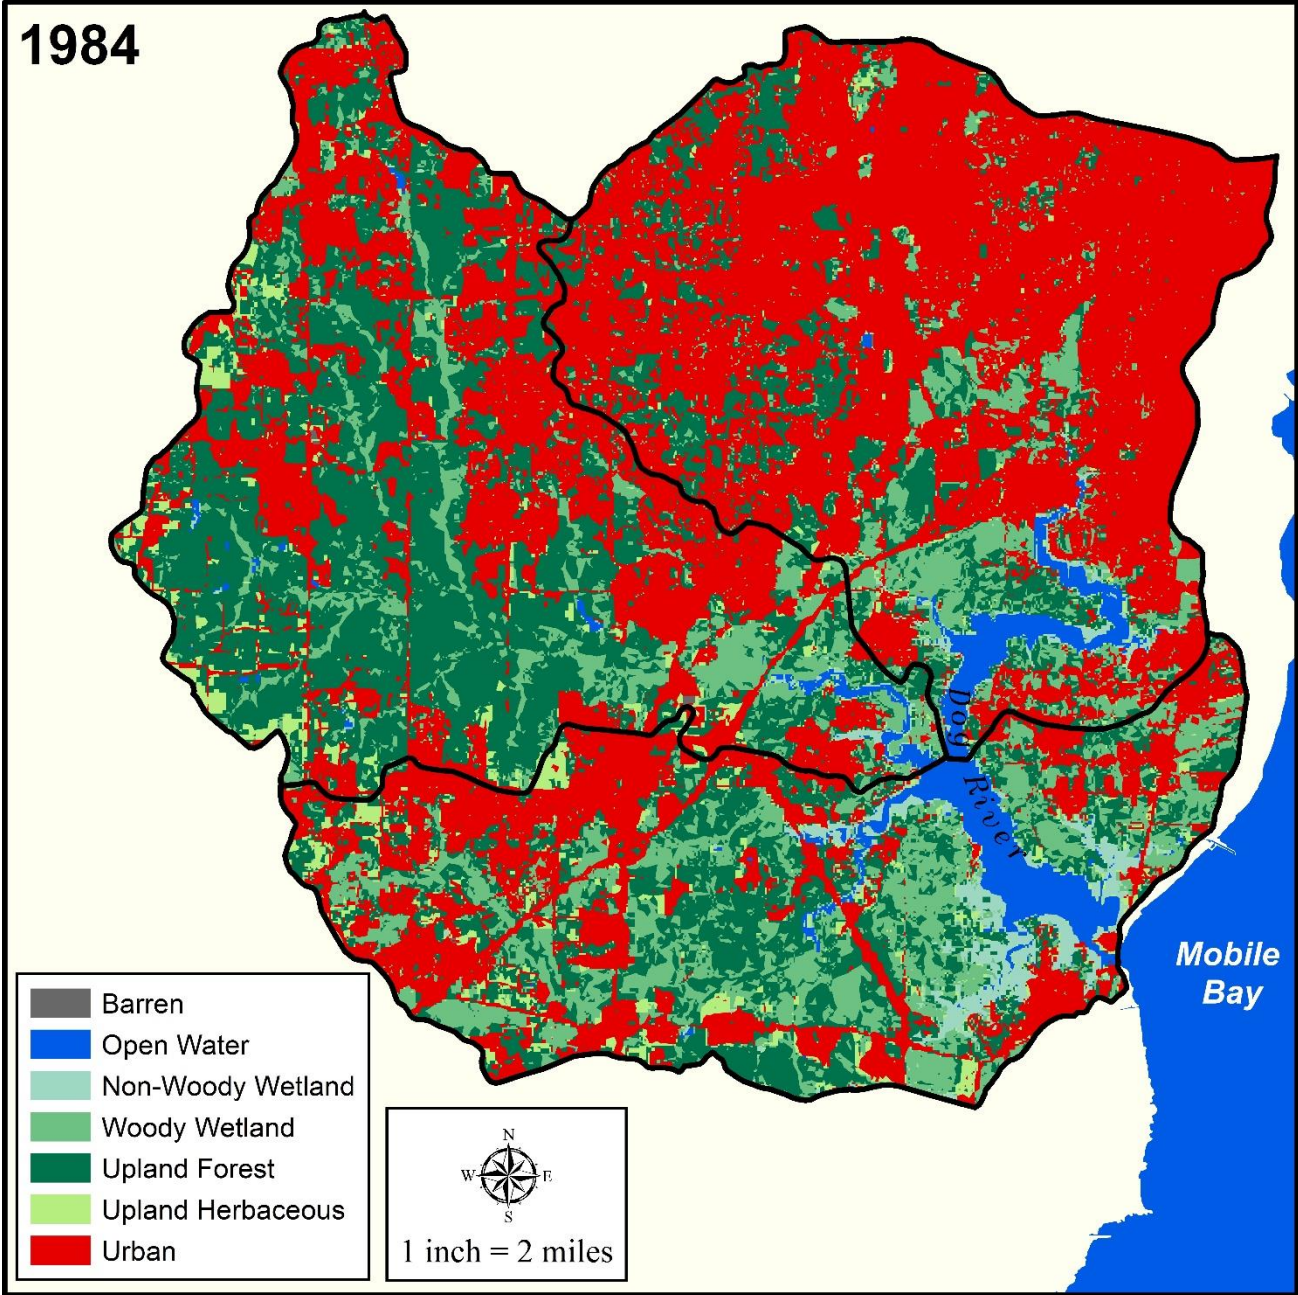 1984
Dog River
Mobile
Bay
Barren
Open Water
Non-Woody Wetland
Woody Wetland
Upland Forest
Upland Herbaceous
Urban
N
W E
S
1 inch = 2 miles